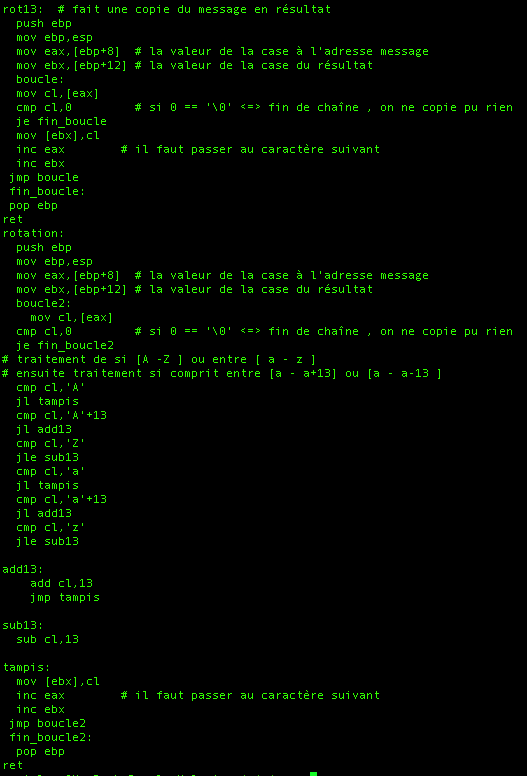 rot13:  # fait une copie du message en résultat
  push ebp
  mov ebp,esp
  mov eax,[ebp+8]  # la valeur de la case à l'adresse message
  mov ebx,[ebp+12] # la valeur de la case du résultat
  boucle:
  mov cl,[eax]
  cmp cl,0         # si 0 == '\0' <=> fin de chaîne , on ne copie pu rien
  je fin_boucle
  mov [ebx],cl
  inc eax        # il faut passer au caractère suivant
  inc ebx
 jmp boucle
 fin_boucle:
 pop ebp
ret
rotation:
  push ebp
  mov ebp,esp
  mov eax,[ebp+8]  # la valeur de la case à l'adresse message
  mov ebx,[ebp+12] # la valeur de la case du résultat
  boucle2:
    mov cl,[eax]
  cmp cl,0         # si 0 == '\0' <=> fin de chaîne , on ne copie pu rien
  je fin_boucle2
# traitement de si [A -Z ] ou entre [ a - z ]
# ensuite traitement si comprit entre [a - a+13] ou [a - a-13 ]
  cmp cl,'A'
  jl tampis
  cmp cl,'A'+13
  jl add13
  cmp cl,'Z'
  jle sub13
  cmp cl,'a'
  jl tampis
  cmp cl,'a'+13
  jl add13
  cmp cl,'z'
  jle sub13

add13:
    add cl,13
    jmp tampis

sub13:
  sub cl,13

tampis:
  mov [ebx],cl
  inc eax        # il faut passer au caractère suivant
  inc ebx
 jmp boucle2
 fin_boucle2:
  pop ebp
ret